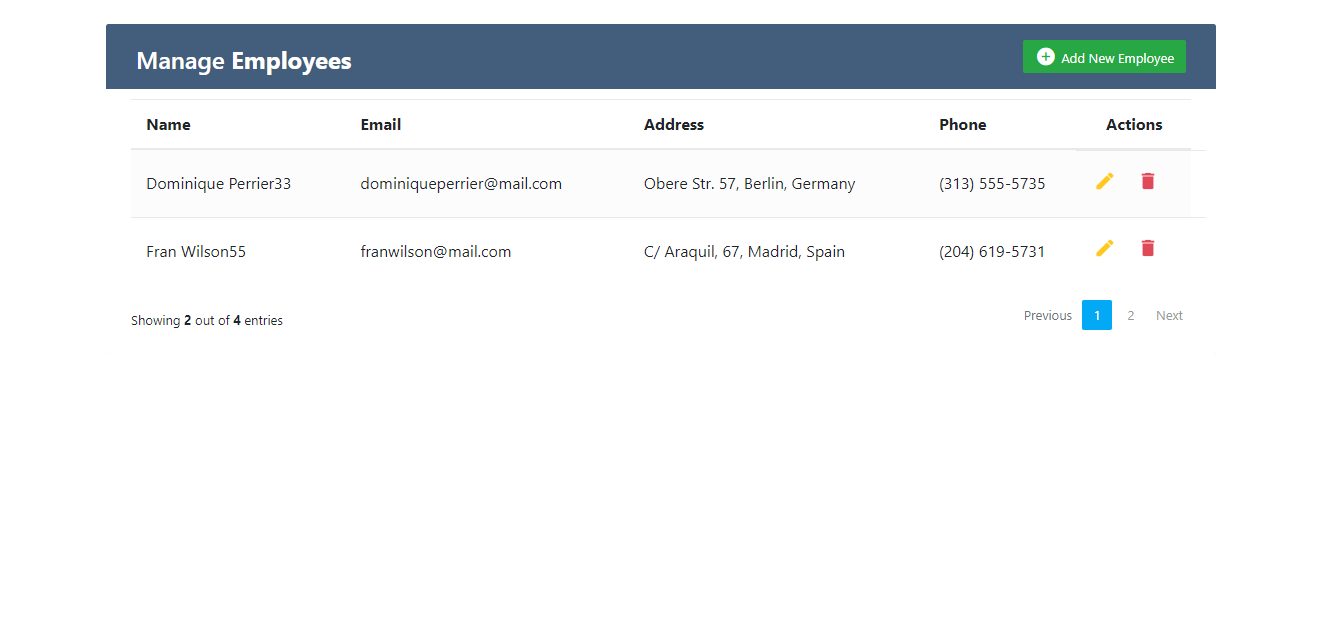 Manage Employees
Add New Employee
Name Email Address Phone Actions
Dominique Perrier33 dominiqueperrier@mail.com Obere Str. 57, Berlin, Germany (313) 555-5735
Fran Wilson55 franwilson@mail.com C/ Araquil, 67, Madrid, Spain (204) 619-5731
Showing 2 out of 4 entries
Previous 1 2 Next